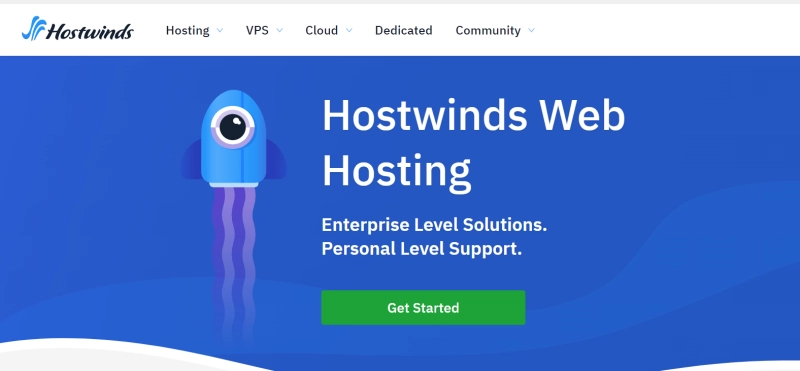 Hostwinds
Hosting VPS Cloud Dedicated Community
Hostwinds Web
Hosting
Enterprise Level Solutions.
Personal Level Support.
Get Started